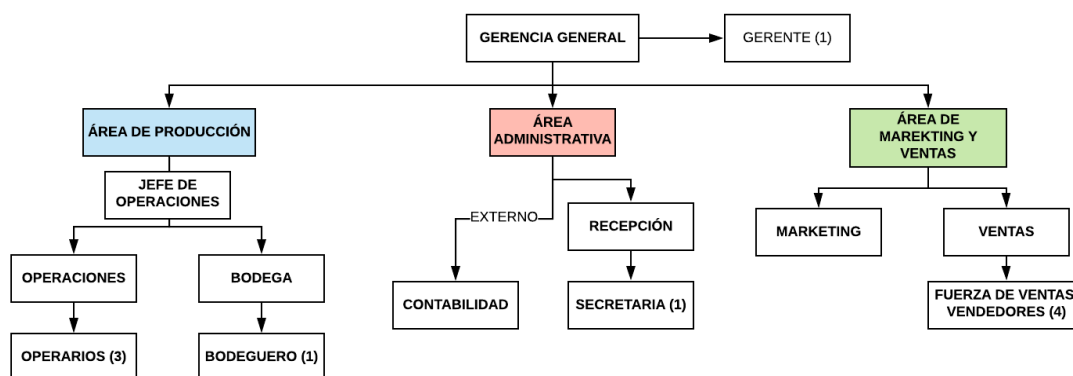 GERENCIA GENERAL
GERENTE (1)
ÁREA DE PRODUCCIÓN
ÁREA
ADMINISTRATIVA
ÁREA DE
MAREKTING Y
VENTAS
JEFE DE
OPERACIONES
EXTERNO
RECEPCIÓN
MARKETING
VENTAS
OPERACIONES
BODEGA
CONTABILIDAD
SECRETARIA (1)
FUERZA DE VENTAS
VENDEDORES (4)
OPERARIOS (3)
BODEGUERO (1)